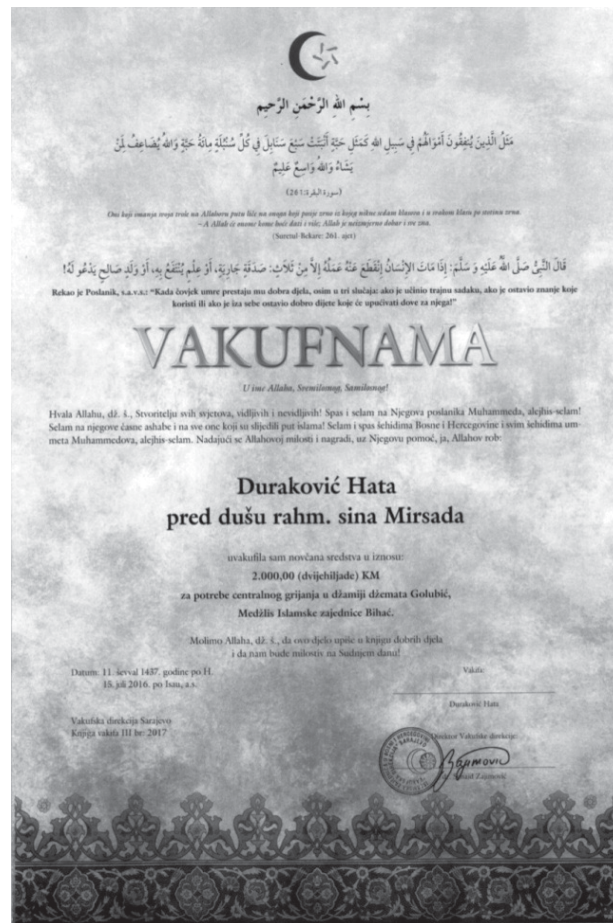 بِسْمِ اللهِ الرَّحْمَنِ الرَّحِيمِ
مَثَلُ الَّذِينَ يُنفِقُونَ أَمْوَالَهُمْ فِي سَبِيلِ اللهِ كَمَثَلِ حَبَّةٍ أَنْبَتَتْ سَبْعَ سَنَابِلَ فِي كُلِّ سُنْبُلَةٍ مِائَةُ حَبَّةٍ وَاللهُ يُضَاعِفُ لِمَنْ
يَشَاءُ وَاللهُ وَاسِعٌ عَلِيمٌ
(سورة البقرة:261)
Oni koji imanja svoja troše na Allahovu putu liče na onoga koji posije zrno iz kojeg nikne sedam klasova i u svakom klasu po stotinu zrna.
– A Allah će onome kome hoće dati i više; Allah je neizmjerno dobar i sve zna.
(Suretul-Bekare: 261. ajet)
قَالَ النَّبِيُّ صَلَّى اللهُ عَلَيْهِ وَ سَلَّمَ: إِذَا مَاتَ الإِنْسَانُ إِنْقَطَعَ عَنْهُ عَمَلُهُ إِلاَّ مِنْ ثَلاَثٍ: صَدَقَةٍ جَارِيَةٍ، أَوْ عِلْمٍ يُنْتَفَعُ بِهِ، أَوْ وَلَدٍ صَالِحٍ يَدْعُو لَهُ!
Rekao je Poslanik, s.a.v.s.: “Kada čovjek umre prestaju mu dobra djela, osim u tri slučaja: ako je učinio trajnu sadaku, ako je ostavio znanje koje
koristi ili ako je iza sebe ostavio dobro dijete koje će upućivati dove za njega!”
VAKUFNAMA
U ime Allaha, Svemilosnog, Samilosnog!
Hvala Allahu, dž. š., Stvoritelju svih svjetova, vidljivih i nevidljivih! Spas i selam na Njegova poslanika Muhammeda, alejhis-selam!
Selam na njegove časne ashabe i na sve one koji su slijedili put islama! Selam i spas šehidima Bosne i Hercegovine i svim šehidima um-
meta Muhammedova, alejhis-selam. Nadajući se Allahovoj milosti i nagradi, uz Njegovu pomoć, ja, Allahov rob:
Duraković Hata
pred dušu rahm. sina Mirsada
uvakufila sam novčana sredstva u iznosu:
2.000,00 (dvijehiljade) KM
za potrebe centralnog grijanja u džamiji džemata Golubić,
Medžlis Islamske zajednice Bihać.
Molimo Allaha, dž. š., da ovo djelo upiše u knjigu dobrih djela
i da nam bude milostiv na Sudnjem danu!
Datum: 11. ševval 1437. godine po H.
15. juli 2016. po Isau, a.s.
Vakif:
Duraković Hata
Vakufska direkcija Sarajevo
Knjiga vakifa III br. 2017
Direktor Vakufske direkcije:
Zajimović